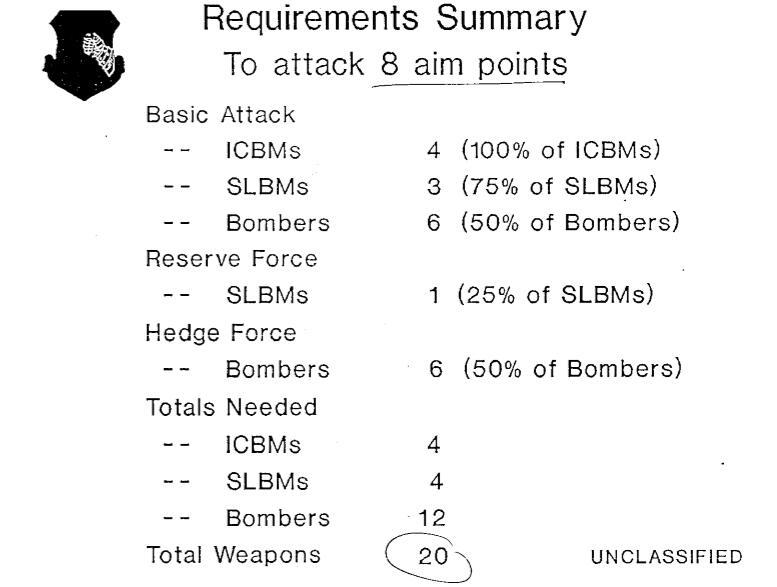 Requirements Summary
To attack 8 aim points
Basic Attack
-- ICBMs 4 (100% of ICBMs)
-- SLBMs 3 (75% of SLBMs)
-- Bombers 6 (50% of Bombers)
Reserve Force
-- SLBMs 1 (25% of SLBMs)
Hedge Force
-- Bombers 6 (50% of Bombers)
Totals Needed
-- ICBMs 4
-- SLBMs 4
-- Bombers 12
Total Weapons 20
UNCLASSIFIED